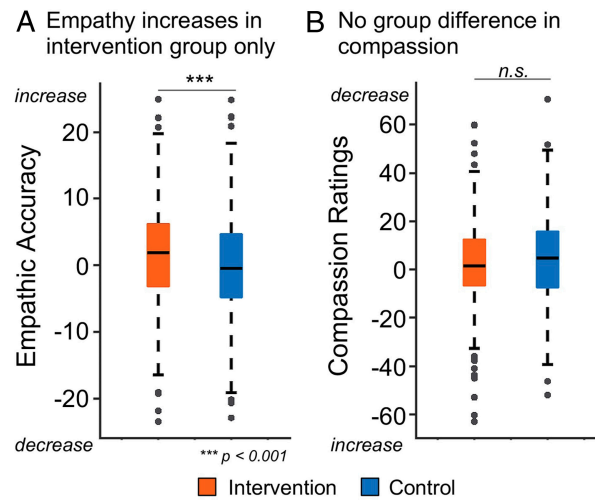 A Empathy increases in
intervention group only
increase
***
20
10
0
-10
-20
Empathic Accuracy
decrease
*** p < 0.001
B No group difference in
compassion
decrease
n.s.
60
40
20
0
-20
-40
-60
Compassion Ratings
increase
Intervention Control